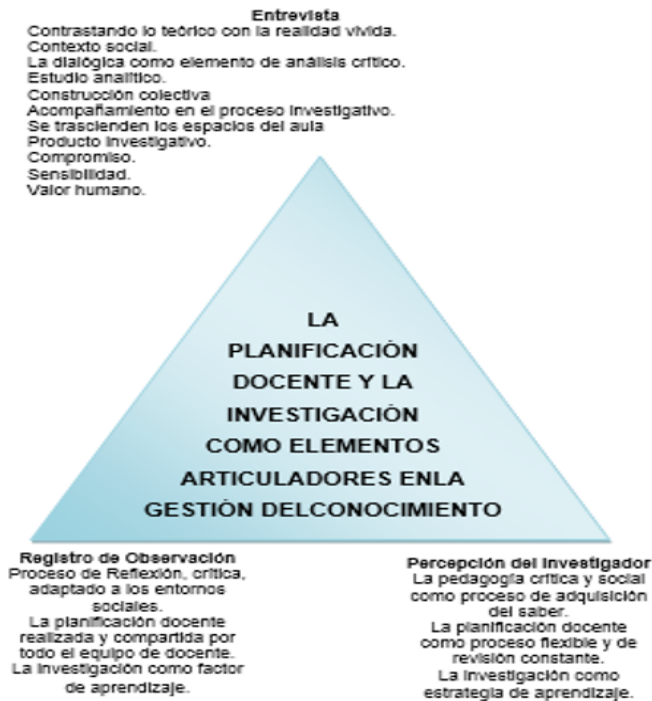 Entrevista
Contrastando lo teórico con la realidad vivida.
Contexto social.
La dialógica como elemento de análisis crítico.
Estudio analítico.
Construcción colectiva
Acompañamiento en el proceso investigativo.
Se trascienden los espacios del aula
Producto investigativo.
Compromiso.
Sensibilidad.
Valor humano.
LA
PLANIFICACIÓN
DOCENTE Y LA
INVESTIGACIÓN
COMO ELEMENTOS
ARTICULADORES ENLA
GESTIÓN DELCONOCIMIENTO
Registro de Observación
Proceso de Reflexión, crítica,
adaptado a los entornos
sociales.
La planificación docente
realizada y compartida por
todo el equipo de docente.
La investigación como factor
de aprendizaje.
Percepción del Investigador
La pedagogía crítica y social
como proceso de adquisición
del saber.
La planificación docente
como proceso flexible y de
revisión constante.
La investigación como
estrategia de aprendizaje.